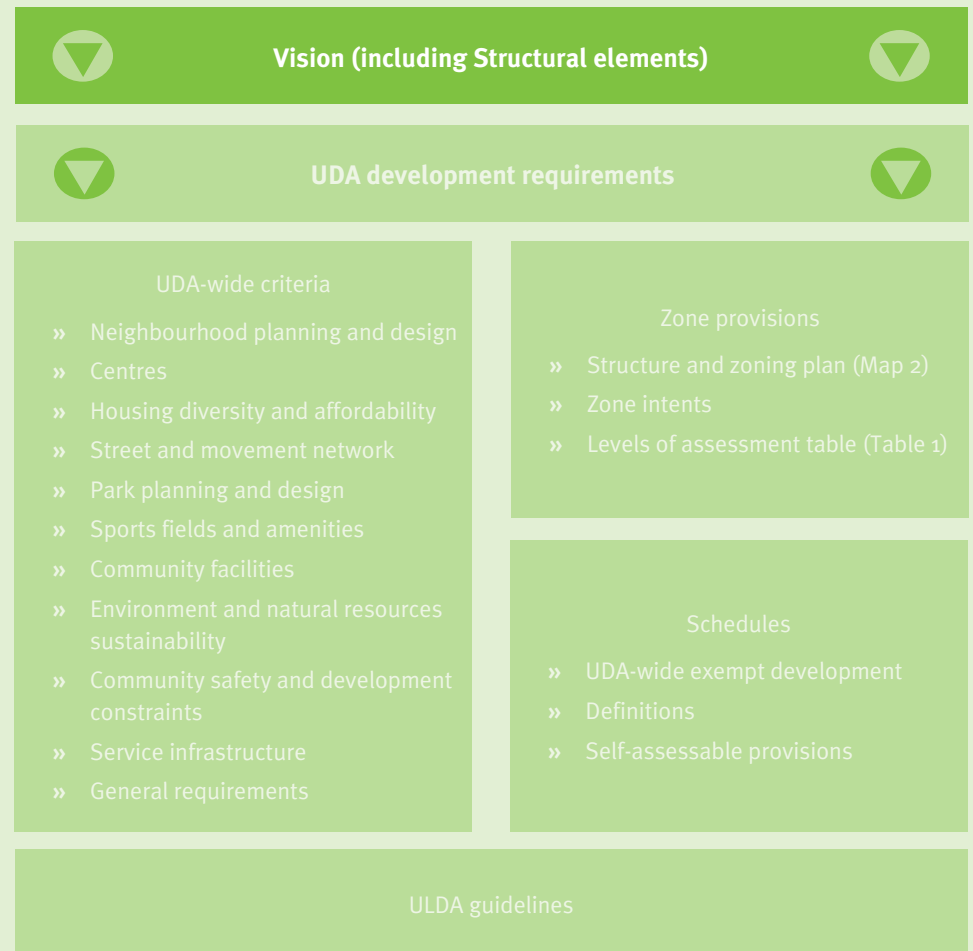 Vision (including Structural elements)
UDA development requirements
UDA-wide criteria
» Neighbourhood planning and design
» Centres
» Housing diversity and affordability
» Street and movement network
» Park planning and design
» Sports fields and amenities
» Community facilities
» Environment and natural resources
sustainability
» Community safety and development
constraints
» Service infrastructure
» General requirements
Zone provisions
» Structure and zoning plan (Map 2)
» Zone intents
» Levels of assessment table (Table 1)
Schedules
» UDA-wide exempt development
» Definitions
» Self-assessable provisions
ULDA guidelines